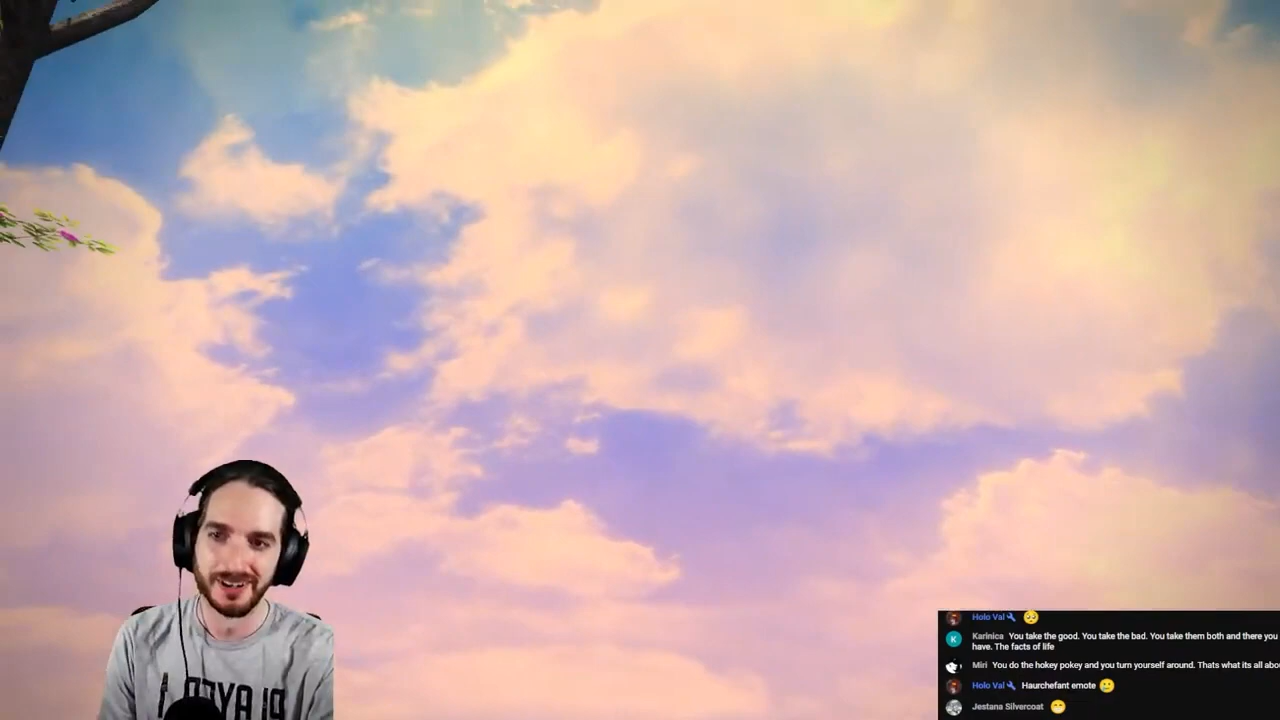 Holo Val
Karinica You take the good. You take the bad. You take them both and there you
have. The facts of life
Miri You do the hokey pokey and you turn yourself around. Thats what its all abou
Holo Val Haurchefant emote
Jestana Silvercoat
K